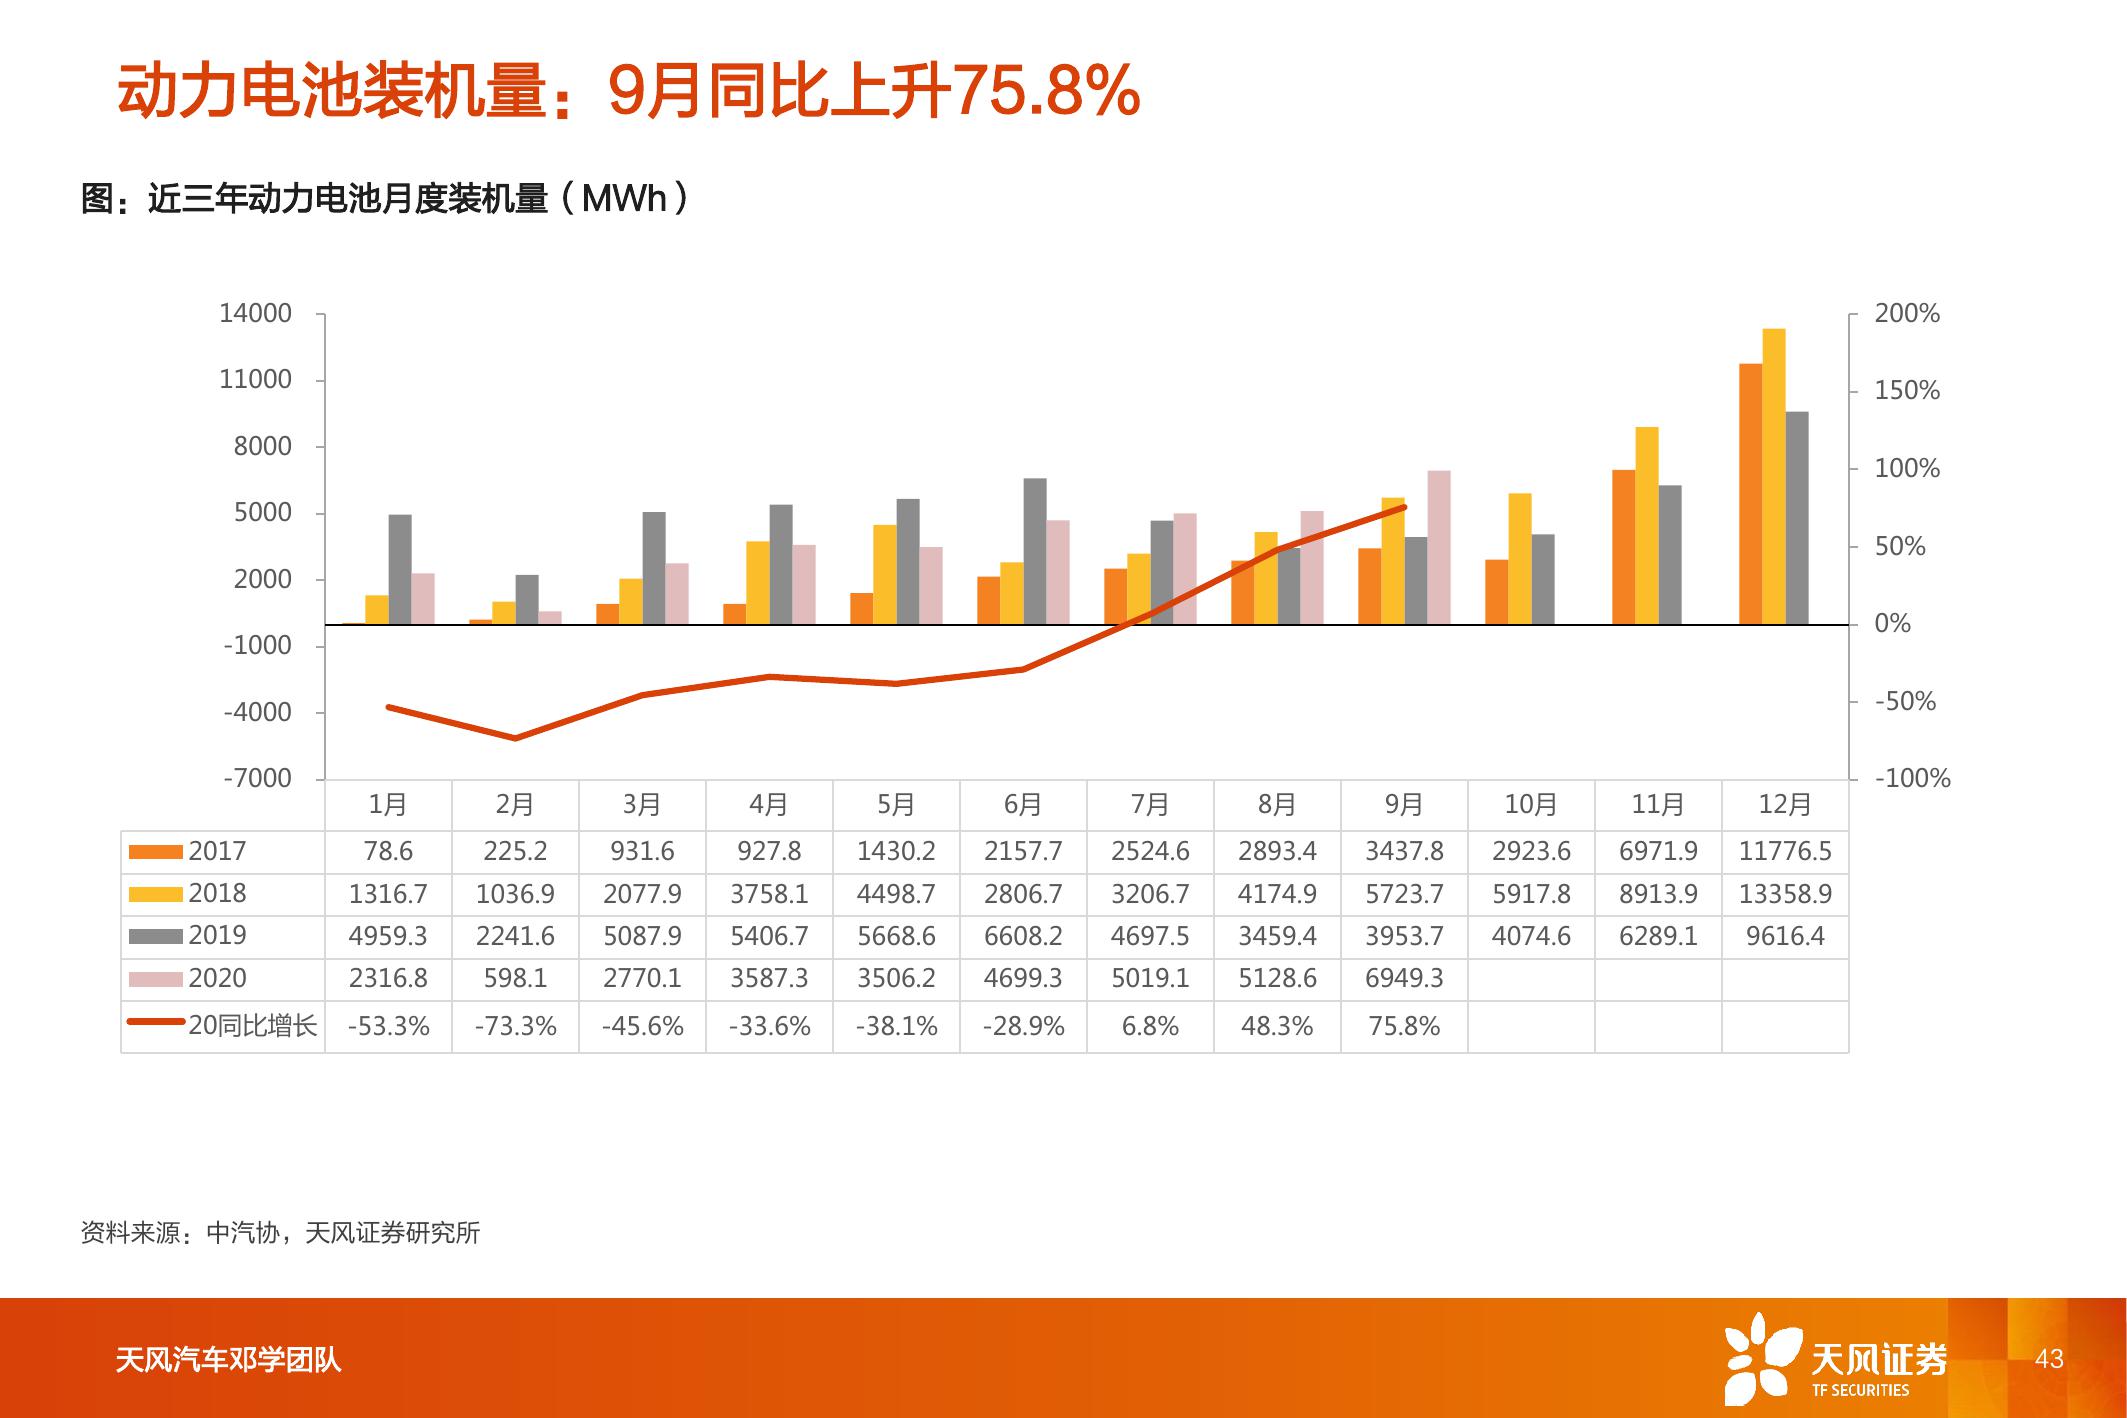 动力电池装机量：9月同比上升75.8%
图：近三年动力电池月度装机量（MWh）
14000
11000
8000
5000
2000
-1000
-4000
-7000
200%
150%
100%
50%
0%
-50%
-100%
1月 2月 3月 4月 5月 6月 7月 8月 9月 10月 11月 12月
2017 78.6 225.2 931.6 927.8 1430.2 2157.7 2524.6 2893.4 3437.8 2923.6 6971.9 11776.5
2018 1316.7 1036.9 2077.9 3758.1 4498.7 2806.7 3206.7 4174.9 5723.7 5917.8 8913.9 13358.9
2019 4959.3 2241.6 5087.9 5406.7 5668.6 6608.2 4697.5 3459.4 3953.7 4074.6 6289.1 9616.4
2020 2316.8 598.1 2770.1 3587.3 3506.2 4699.3 5019.1 5128.6 6949.3
20同比增长 -53.3% -73.3% -45.6% -33.6% -38.1% -28.9% 6.8% 48.3% 75.8%
资料来源：中汽协，天风证券研究所
天风汽车邓学团队
天风证券
TF SECURITIES
43